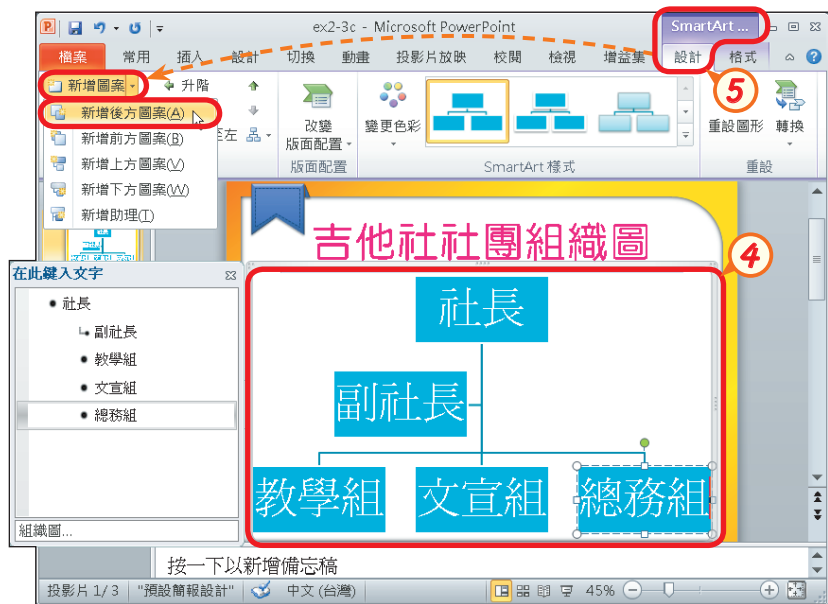 ex2-3c - Microsoft PowerPoint
SmartArt ...
檔案 常用 插入 設計 切換 動畫 投影片放映 校閱 檢視 增益集 設計 格式
5
新增圖案 升階
新增後方圖案(A)
新增前方圖案(B)
新增上方圖案(V)
新增下方圖案(W)
新增助理(T)
至左
改變
版面配置
版面配置
變更色彩
SmartArt 樣式
重設圖形 轉換
重設
吉他社社團組織圖
4
在此鍵入文字
社長
副社長
教學組
文宣組
總務組
組織圖...
社長
副社長
教學組 文宣組 總務組
按一下以新增備忘稿
投影片 1/3 "預設簡報設計" 中文 (台灣) 45%